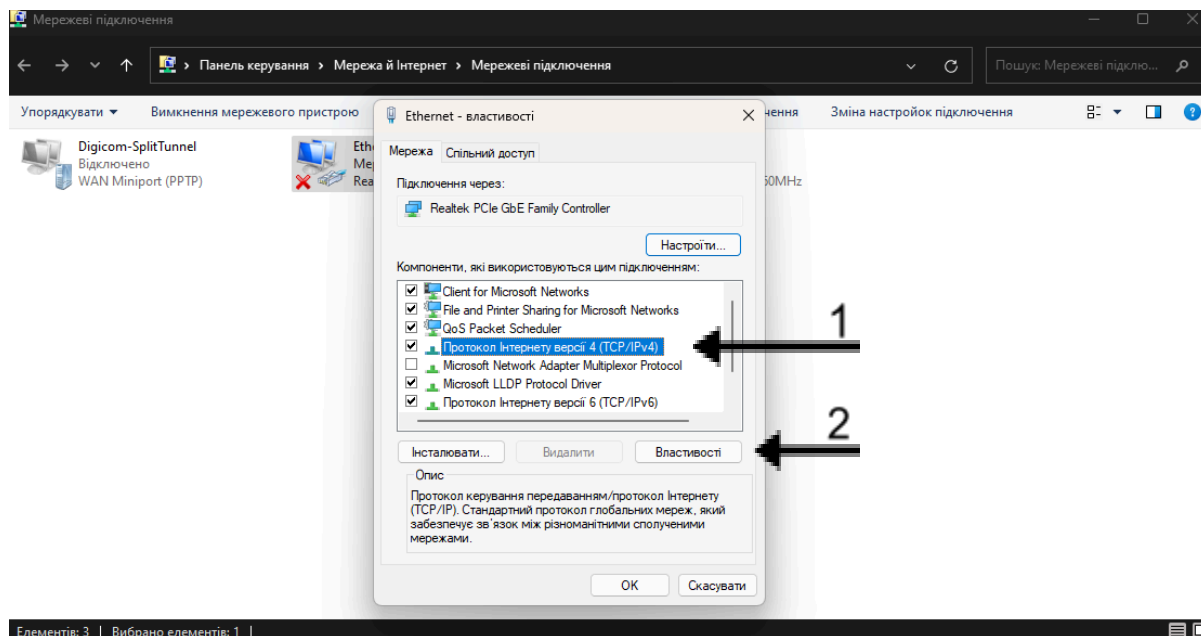 Мережеві підключення
Панель керування › Мережа й Інтернет › Мережеві підключення
Пошук: Мережеві підклю...
Упорядкувати
Вимкнення мережевого пристрою
Зміна настройок підключення
Digicom-SplitTunnel
Відключено
WAN Miniport (PPTP)
Ethernet - властивості
Мережа
Спільний доступ
Підключення через:
Realtek PCIe GbE Family Controller
Настроїти...
Компоненти, які використовуються цим підключенням:
Client for Microsoft Networks
File and Printer Sharing for Microsoft Networks
QoS Packet Scheduler
Протокол Інтернету версії 4 (TCP/IPv4)
Microsoft Network Adapter Multiplexor Protocol
Microsoft LLDP Protocol Driver
Протокол Інтернету версії 6 (TCP/IPv6)
1
2
Інсталювати...
Видалити
Властивості
Опис
Протокол керування передаванням/протокол Інтернету
(TCP/IP). Стандартний протокол глобальних мереж, який
забезпечує зв'язок між різноманітними сполученими
мережами.
OK
Скасувати
Елементів: 3
Вибрано елементів: 1